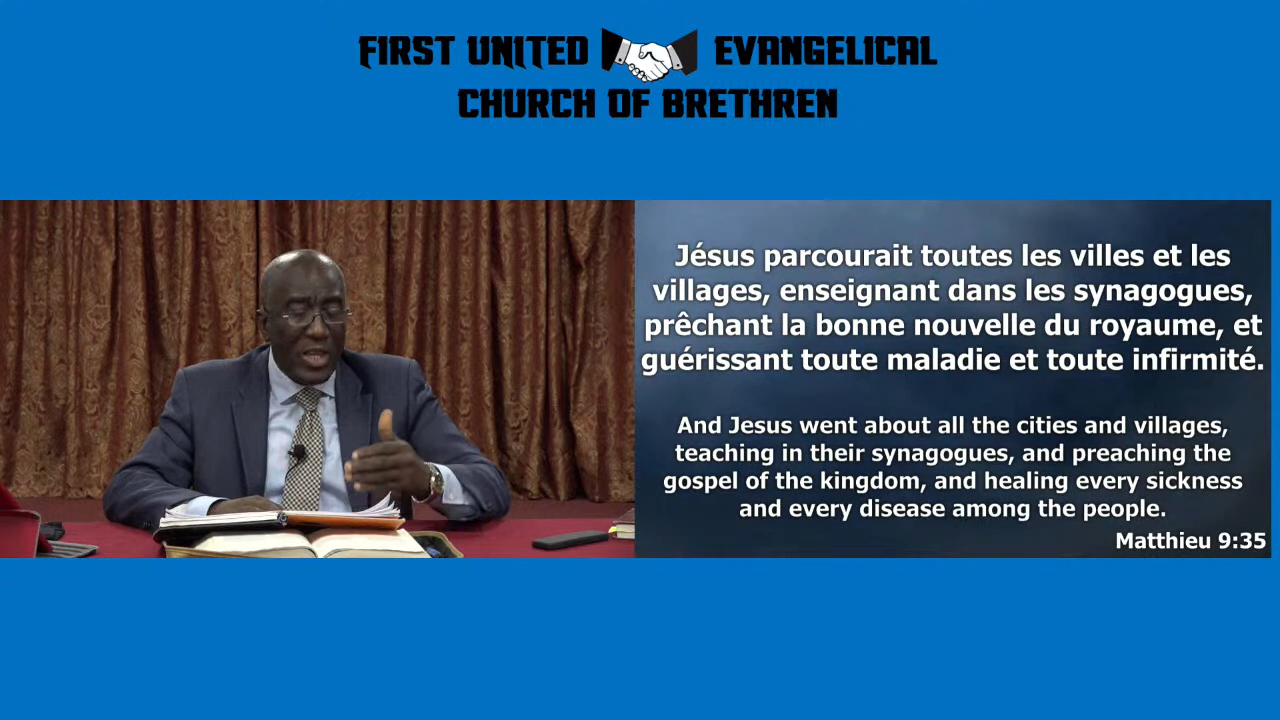 FIRST UNITED EVANGELICAL
CHURCH OF BRETHREN
Jésus parcourait toutes les villes et les
villages, enseignant dans les synagogues,
prêchant la bonne nouvelle du royaume, et
guérissant toute maladie et toute infirmité.
And Jesus went about all the cities and villages,
teaching in their synagogues, and preaching the
gospel of the kingdom, and healing every sickness
and every disease among the people.
Matthieu 9:35